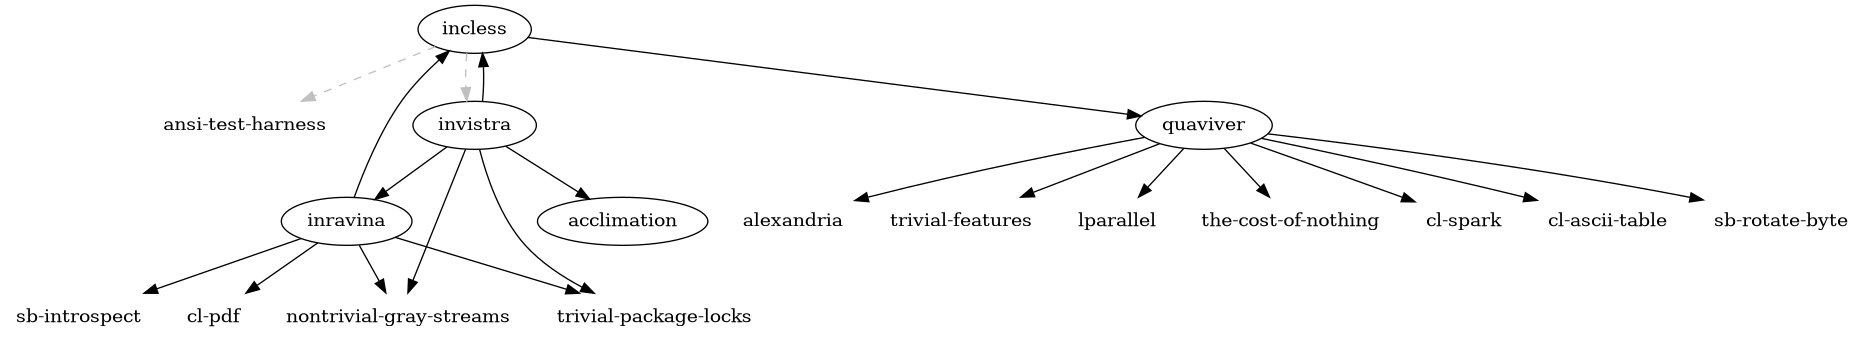 incless
ansi-test-harness
invistra
quaviver
inravina
acclimation
alexandria
trivial-features
lparallel
the-cost-of-nothing
cl-spark
cl-ascii-table
sb-rotate-byte
sb-introspect
cl-pdf
nontrivial-gray-streams
trivial-package-locks